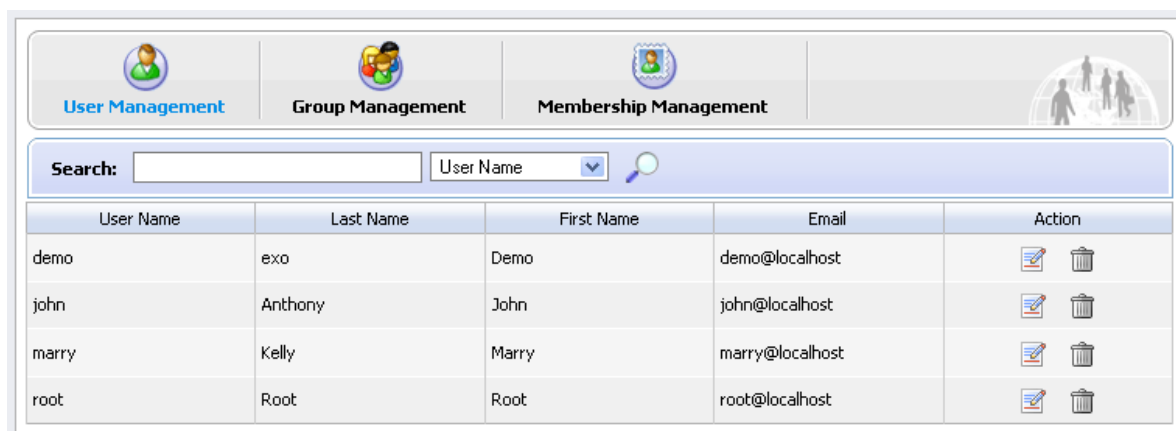 User Management Group Management Membership Management
Search: User Name
User Name Last Name First Name Email Action
demo exo Demo demo@localhost
john Anthony John john@localhost
marry Kelly Marry marry@localhost
root Root Root root@localhost